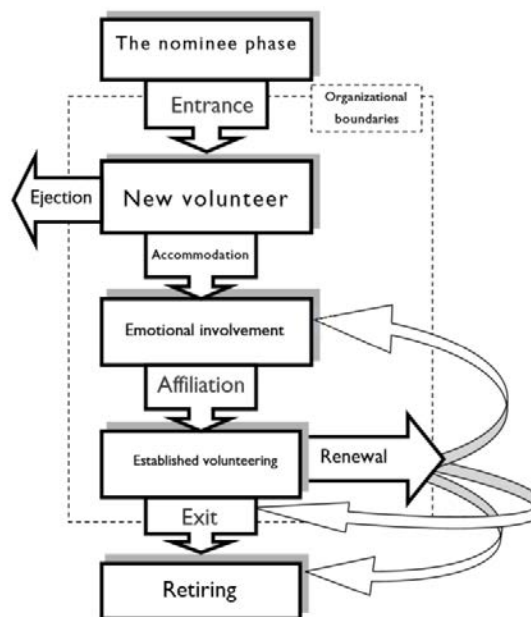 The nominee phase
Entrance
Organizational
boundaries
Ejection
New volunteer
Accommodation
Emotional involvement
Affiliation
Established volunteering
Renewal
Exit
Retiring